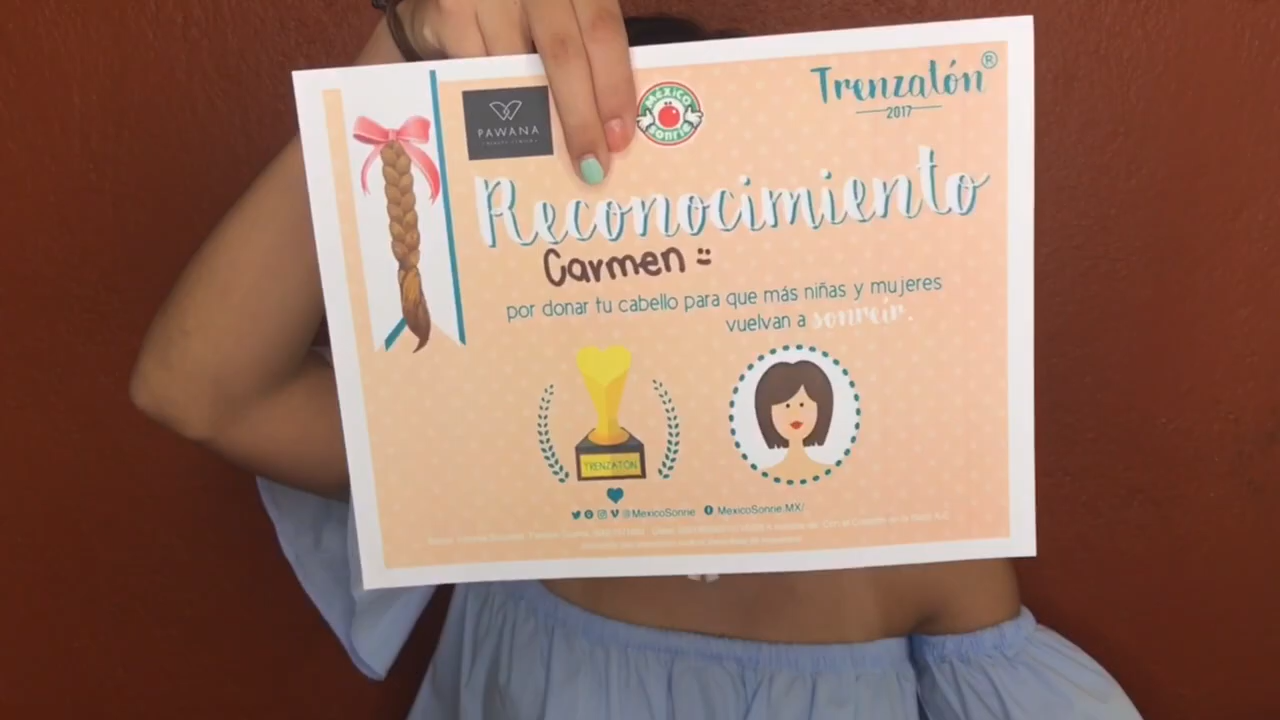 PAWANA
México sonríe
Trenzatón®
2017
Reconocimiento
Carmen
por donar tu cabello para que más niñas y mujeres
vuelvan a sonreír.
TRENZATÓN
@MexicoSonrie MexicoSonrie.MX/